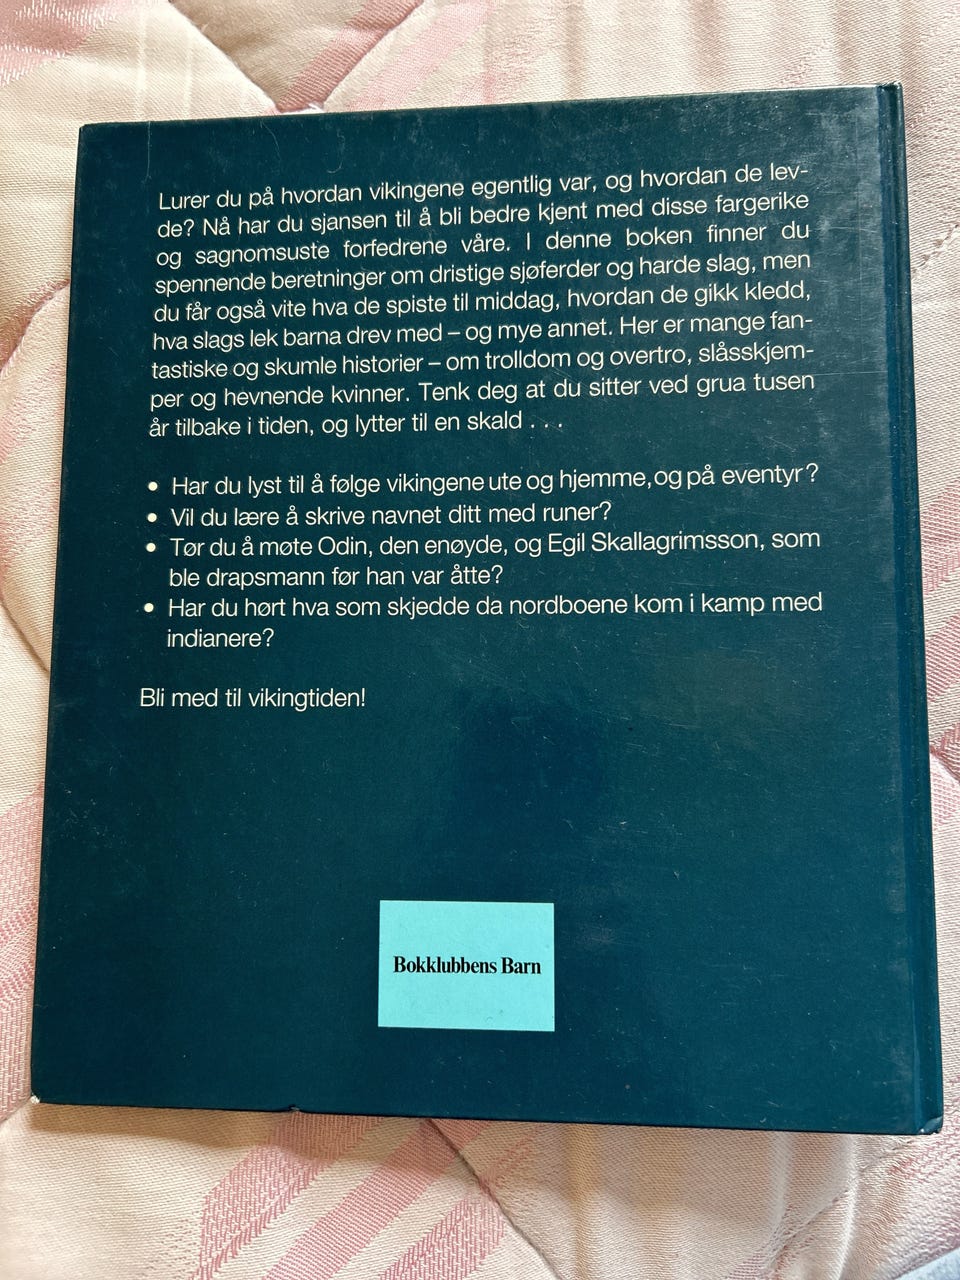 Lurer du på hvordan vikingene egentlig var, og hvordan de lev-
de? Nå har du sjansen til å bli bedre kjent med disse fargerike
og sagnomsuste forfedrene våre. I denne boken finner du
spennende beretninger om dristige sjøferder og harde slag, men
du får også vite hva de spiste til middag, hvordan de gikk kledd,
hva slags lek barna drev med – og mye annet. Her er mange fan-
tastiske og skumle historier – om trolldom og overtro, slåsskjem-
per og hevnende kvinner. Tenk deg at du sitter ved grua tusen
år tilbake i tiden, og lytter til en skald . . .
• Har du lyst til å følge vikingene ute og hjemme, og på eventyr?
• Vil du lære å skrive navnet ditt med runer?
• Tør du å møte Odin, den enøyde, og Egil Skallagrimsson, som
ble drapsmann før han var åtte?
• Har du hørt hva som skjedde da nordboene kom i kamp med
indianere?
Bli med til vikingtiden!
Bokklubbens Barn